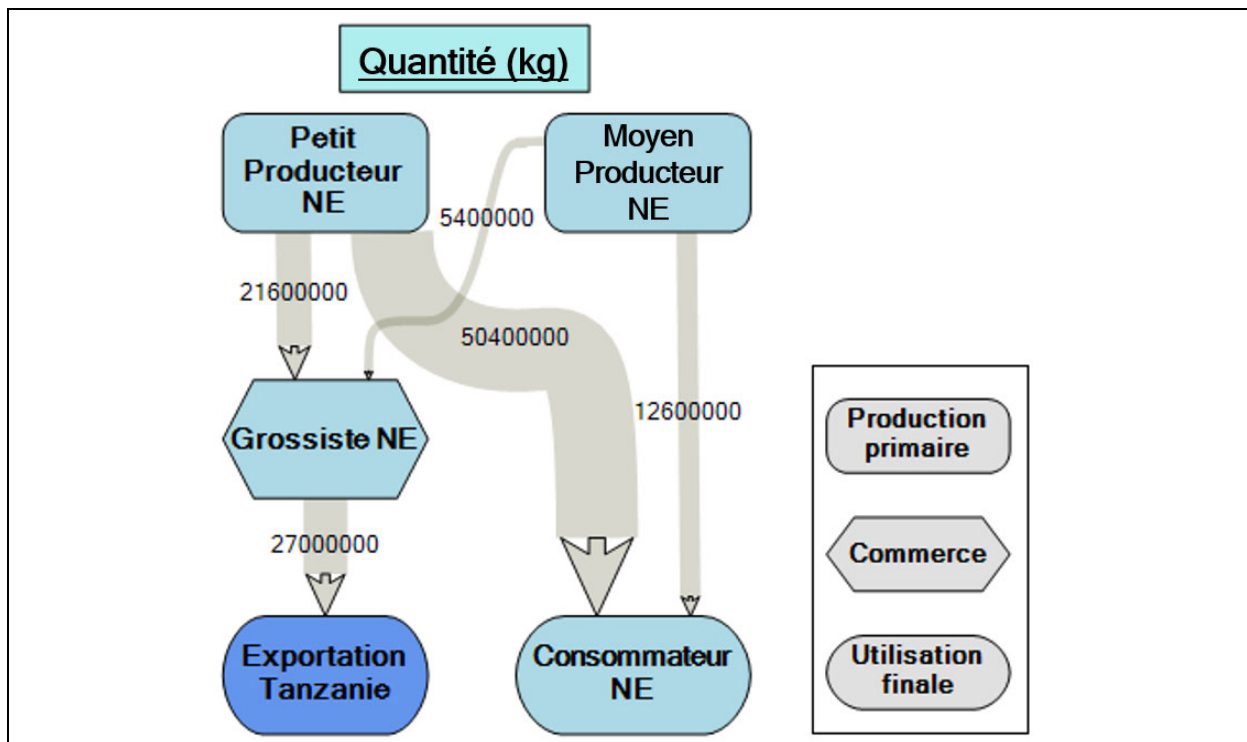 Quantité (kg)
Petit
Producteur
NE
Moyen
Producteur
NE
5400000
21600000
50400000
12600000
Grossiste NE
27000000
Exportation
Tanzanie
Consommateur
NE
Production
primaire
Commerce
Utilisation
finale